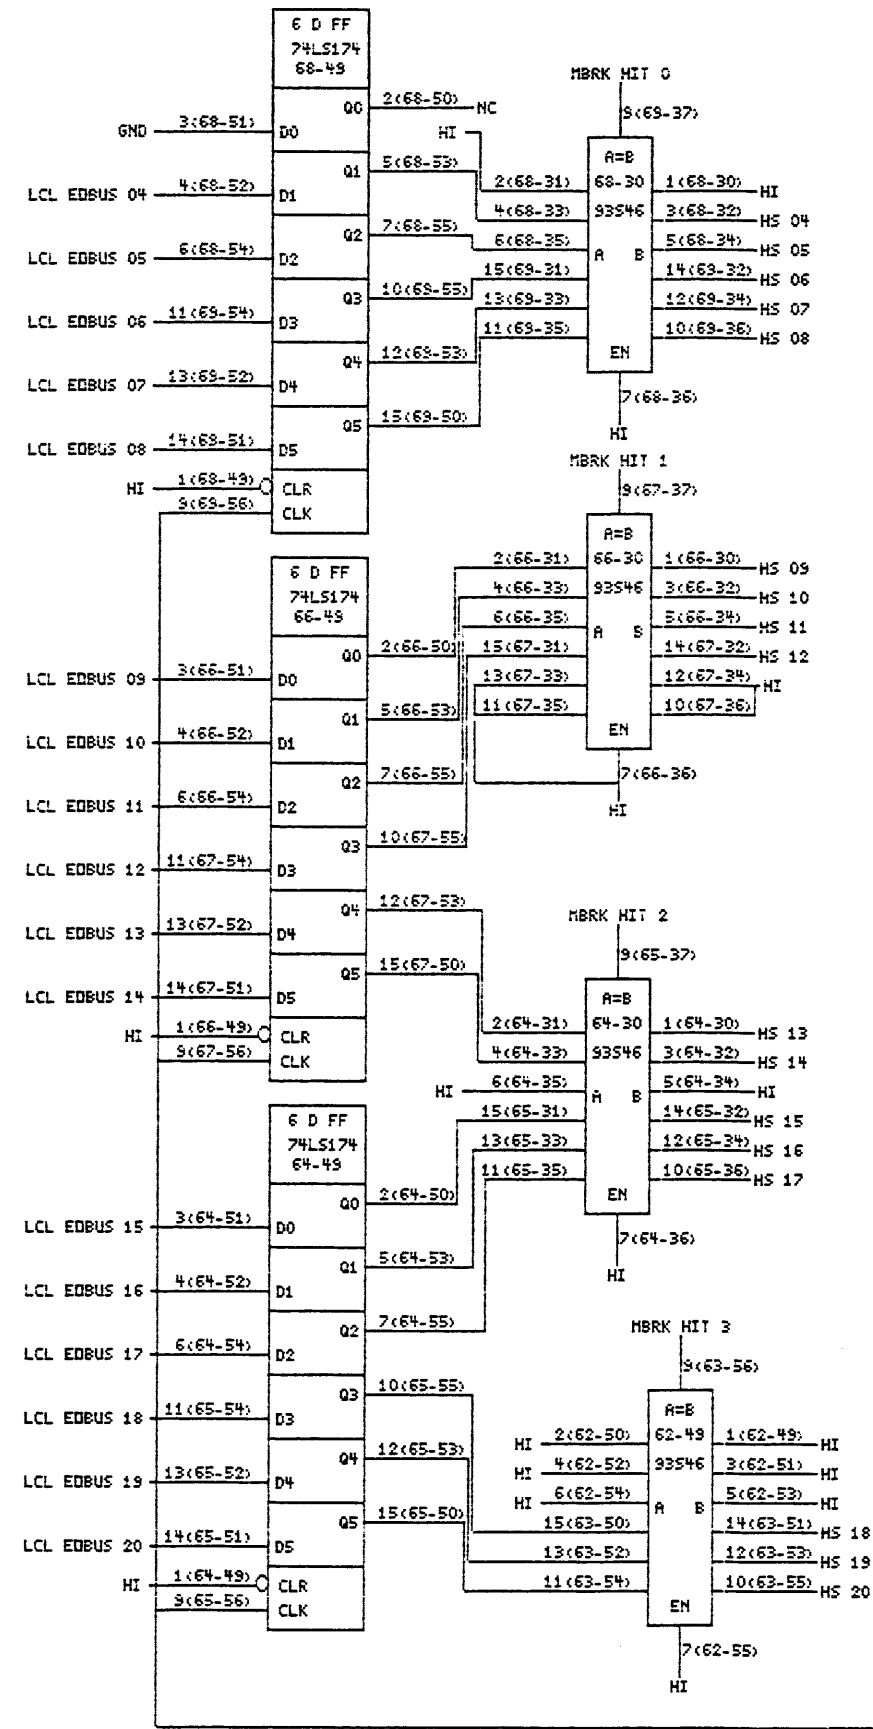 6 D FF
74LS174
68-49
MBRK HIT 0
Q0 2(68-50) NC
9(69-37)
GND 3(68-51) D0
HI
A=B
Q1 5(68-53)
2(68-31) 68-30 1(68-30) HI
LCL EDBUS 04 4(68-52) D1
4(68-33) 93S46 3(68-32) HS 04
Q2 7(68-55)
6(68-35) 5(68-34) HS 05
A B
LCL EDBUS 05 6(68-54) D2
15(69-31) 14(69-32) HS 06
Q3 10(69-55)
13(69-33) 12(69-34) HS 07
LCL EDBUS 06 11(69-54) D3
11(69-35) 10(69-36) HS 08
Q4 12(69-53)
EN
LCL EDBUS 07 13(69-52) D4
7(68-36)
Q5 15(69-50)
HI
LCL EDBUS 08 14(69-51) D5
MBRK HIT 1
HI 1(68-49) CLR
9(67-37)
9(69-56) CLK
A=B
6 D FF
74LS174
66-49
2(66-31) 66-30 1(66-30) HS 09
4(66-33) 93S46 3(66-32) HS 10
6(66-35) 5(66-34) HS 11
A B
Q0 2(66-50)
15(67-31) 14(67-32) HS 12
LCL EDBUS 09 3(66-51) D0
13(67-33) 12(67-34) HI
11(67-35) 10(67-36)
Q1 5(66-53)
EN
LCL EDBUS 10 4(66-52) D1
Q2 7(66-55)
7(66-36)
LCL EDBUS 11 6(66-54) D2
HI
Q3 10(67-55)
LCL EDBUS 12 11(67-54) D3
Q4 12(67-53)
MBRK HIT 2
LCL EDBUS 13 13(67-52) D4
9(65-37)
Q5 15(67-50)
LCL EDBUS 14 14(67-51) D5
A=B
HI 1(66-49) CLR
2(64-31) 64-30 1(64-30) HS 13
9(67-56) CLK
4(64-33) 93S46 3(64-32) HS 14
HI 6(64-35) 5(64-34) HI
A B
6 D FF
74LS174
64-49
15(65-31) 14(65-32) HS 15
13(65-33) 12(65-34) HS 16
11(65-35) 10(65-36) HS 17
Q0 2(64-50)
EN
LCL EDBUS 15 3(64-51) D0
7(64-36)
Q1 5(64-53)
HI
LCL EDBUS 16 4(64-52) D1
Q2 7(64-55)
MBRK HIT 3
LCL EDBUS 17 6(64-54) D2
9(63-56)
Q3 10(65-55)
A=B
LCL EDBUS 18 11(65-54) D3
HI 2(62-50) 62-49 1(62-49) HI
Q4 12(65-53)
HI 4(62-52) 93S46 3(62-51) HI
LCL EDBUS 19 13(65-52) D4
HI 6(62-54) 5(62-53) HI
A B
Q5 15(65-50)
15(63-50) 14(63-51) HS 18
LCL EDBUS 20 14(65-51) D5
13(63-52) 12(63-53) HS 19
HI 1(64-49) CLR
11(63-54) 10(63-55) HS 20
9(65-56) CLK
EN
7(62-55)
HI